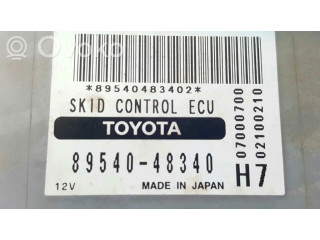 *89540483402*
SKID CONTROL ECU
TOYOTA
89540-48340
12V
MADE IN JAPAN
H7
07000700
02100210
Ovoko